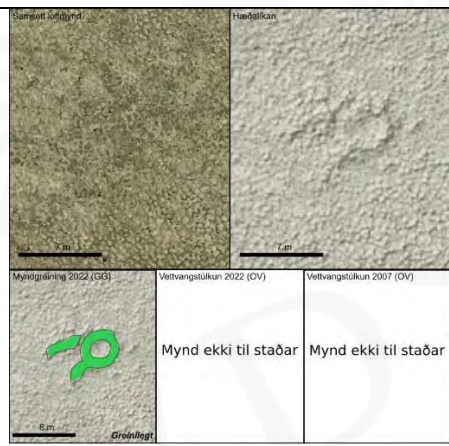 Samsett loftmynd
Hæðalíkan
7 m
7 m
Myndgreining 2022 (GG)
Vettvangstúlkun 2022 (OV)
Vettvangstúlkun 2007 (OV)
Mynd ekki til staðar
Mynd ekki til staðar
8 m
Greinilegt